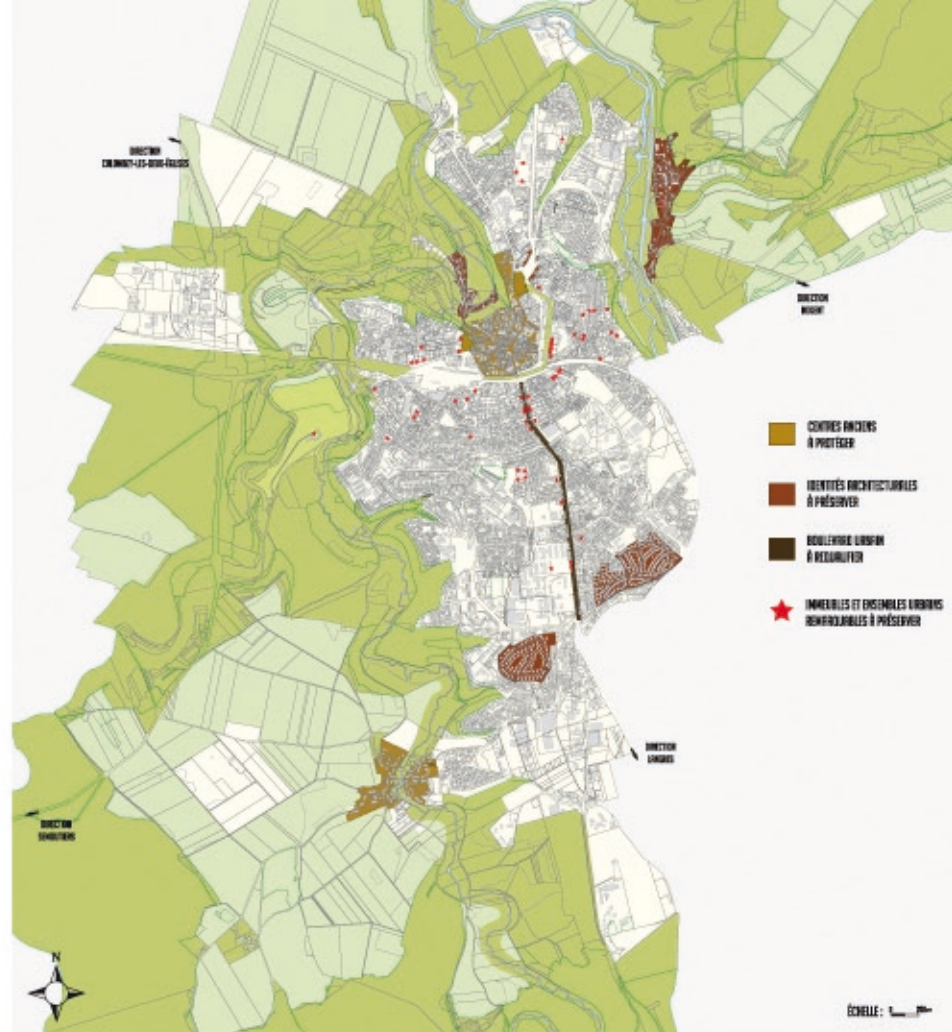 DIRECTION
COLOMBEY-LES-DEUX-ÉGLISES
DIRECTION
NOGENT
CENTRES ANCIENS
À PROTÉGER
IDENTITÉS ARCHITECTURALES
À PRÉSERVER
BOULEVARD URBAIN
À REQUALIFIER
IMMEUBLES ET ENSEMBLES URBAINS
REMARQUABLES À PRÉSERVER
DIRECTION
LANGRES
DIRECTION
SEMOUTIERS
N
ÉCHELLE :